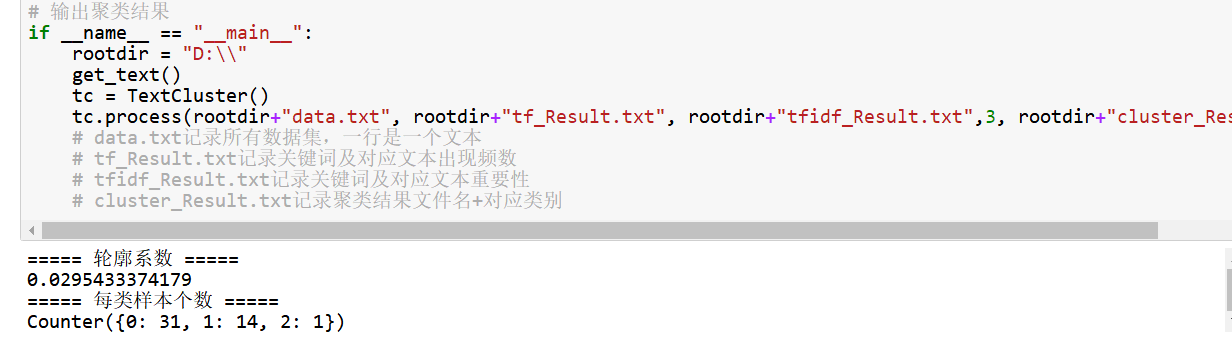 # 输出聚类结果
if __name__ == "__main__":
    rootdir = "D:\\"
    get_text()
    tc = TextCluster()
    tc.process(rootdir+"data.txt", rootdir+"tf_Result.txt", rootdir+"tfidf_Result.txt",3, rootdir+"cluster_Res
    # data.txt记录所有数据集，一行是一个文本
    # tf_Result.txt记录关键词及对应文本出现频数
    # tfidf_Result.txt记录关键词及对应文本重要性
    # cluster_Result.txt记录聚类结果文件名+对应类别
===== 轮廓系数 =====
0.0295433374179
===== 每类样本个数 =====
Counter({0: 31, 1: 14, 2: 1})